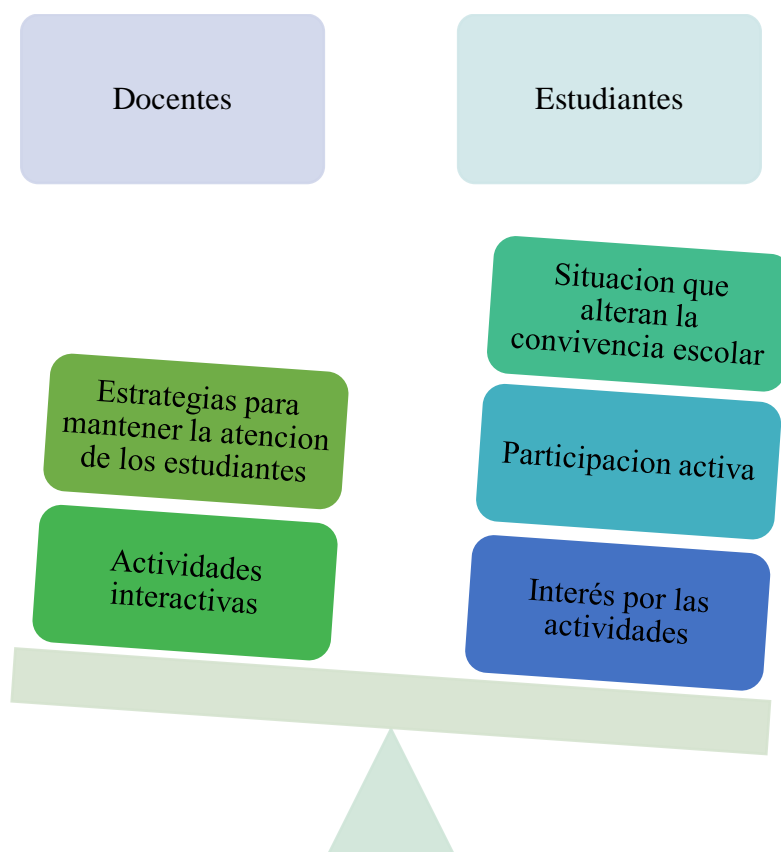 Docentes
Estudiantes
Estrategias para
mantener la atencion
de los estudiantes
Actividades
interactivas
Situacion que
alteran la
convivencia escolar
Participacion activa
Interés por las
actividades